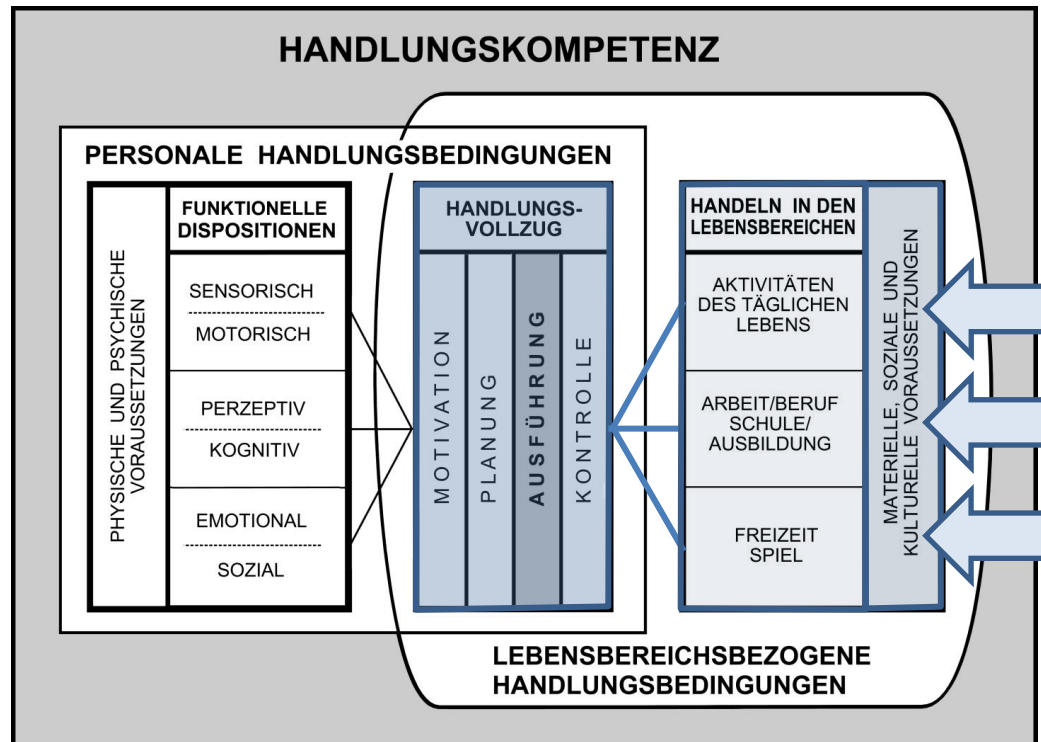 HANDLUNGSKOMPETENZ
PERSONALE HANDLUNGSBEDINGUNGEN
PHYSISCHE UND PSYCHISCHE
VORAUSSETZUNGEN
FUNKTIONELLE
DISPOSITIONEN
SENSORISCH
MOTORISCH
PERZEPTIV
KOGNITIV
EMOTIONAL
SOZIAL
HANDLUNGS-
VOLLZUG
MOTIVATION
PLANUNG
AUSFÜHRUNG
KONTROLLE
HANDELN IN DEN
LEBENSBEREICHEN
AKTIVITÄTEN
DES TÄGLICHEN
LEBENS
ARBEIT/BERUF
SCHULE/
AUSBILDUNG
FREIZEIT
SPIEL
MATERIELLE, SOZIALE UND
KULTURELLE VORAUSSETZUNGEN
LEBENSBEREICHSBEZOGENE
HANDLUNGSBEDINGUNGEN